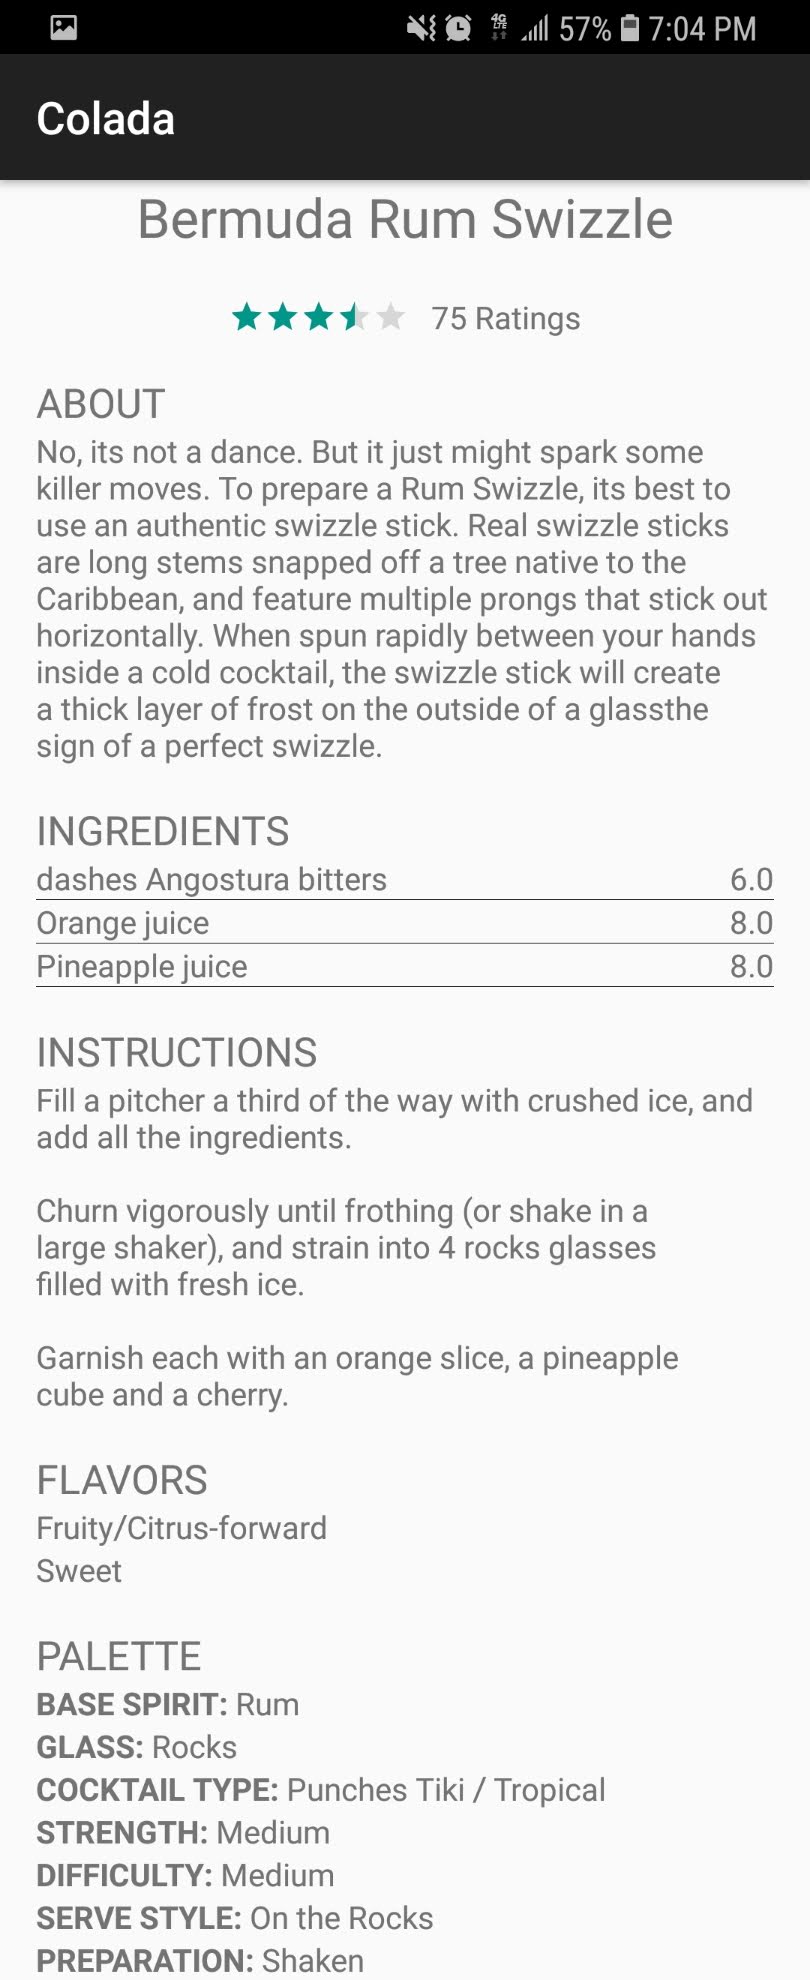 4G LTE 57% 7:04 PM
Colada
Bermuda Rum Swizzle
75 Ratings
ABOUT
No, its not a dance. But it just might spark some
killer moves. To prepare a Rum Swizzle, its best to
use an authentic swizzle stick. Real swizzle sticks
are long stems snapped off a tree native to the
Caribbean, and feature multiple prongs that stick out
horizontally. When spun rapidly between your hands
inside a cold cocktail, the swizzle stick will create
a thick layer of frost on the outside of a glassthe
sign of a perfect swizzle.
INGREDIENTS
dashes Angostura bitters 6.0
Orange juice 8.0
Pineapple juice 8.0
INSTRUCTIONS
Fill a pitcher a third of the way with crushed ice, and
add all the ingredients.
Churn vigorously until frothing (or shake in a
large shaker), and strain into 4 rocks glasses
filled with fresh ice.
Garnish each with an orange slice, a pineapple
cube and a cherry.
FLAVORS
Fruity/Citrus-forward
Sweet
PALETTE
BASE SPIRIT: Rum
GLASS: Rocks
COCKTAIL TYPE: Punches Tiki / Tropical
STRENGTH: Medium
DIFFICULTY: Medium
SERVE STYLE: On the Rocks
PREPARATION: Shaken